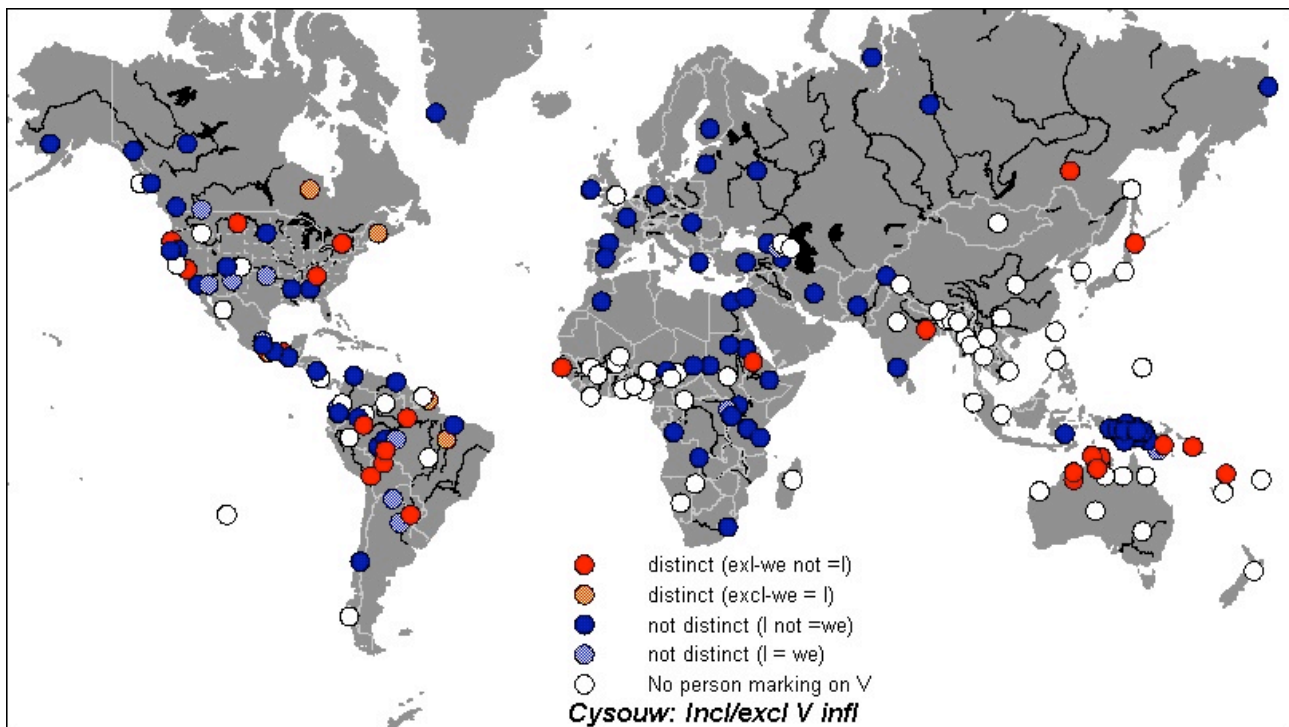 distinct (exl-we not =I)
distinct (excl-we = I)
not distinct (I not =we)
not distinct (I = we)
No person marking on V
Cysouw: Incl/excl V infl